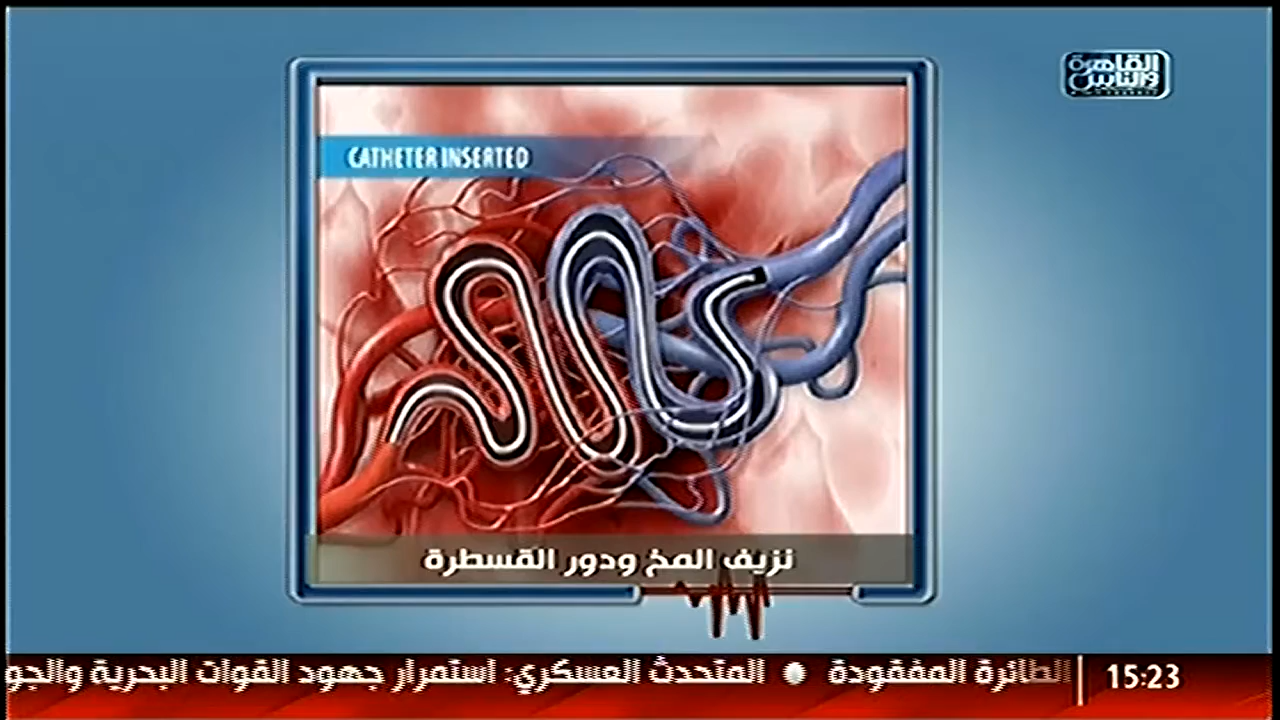 القاهرة
والناس
CATHETER INSERTED
نزيف المخ ودور القسطرة
15:23 الطائرة المفقودة ● المتحدث العسكري: استمرار جهود القوات البحرية والجو